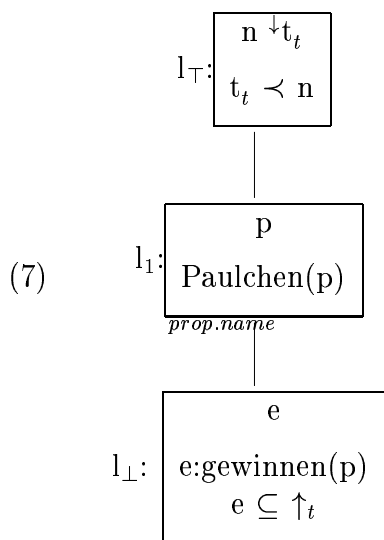 n ↓t_t
l_⊤:
t_t ≺ n
p
l_1:
(7)
Paulchen(p)
prop.name
e
l_⊥: e:gewinnen(p)
e ⊆ ↑_t